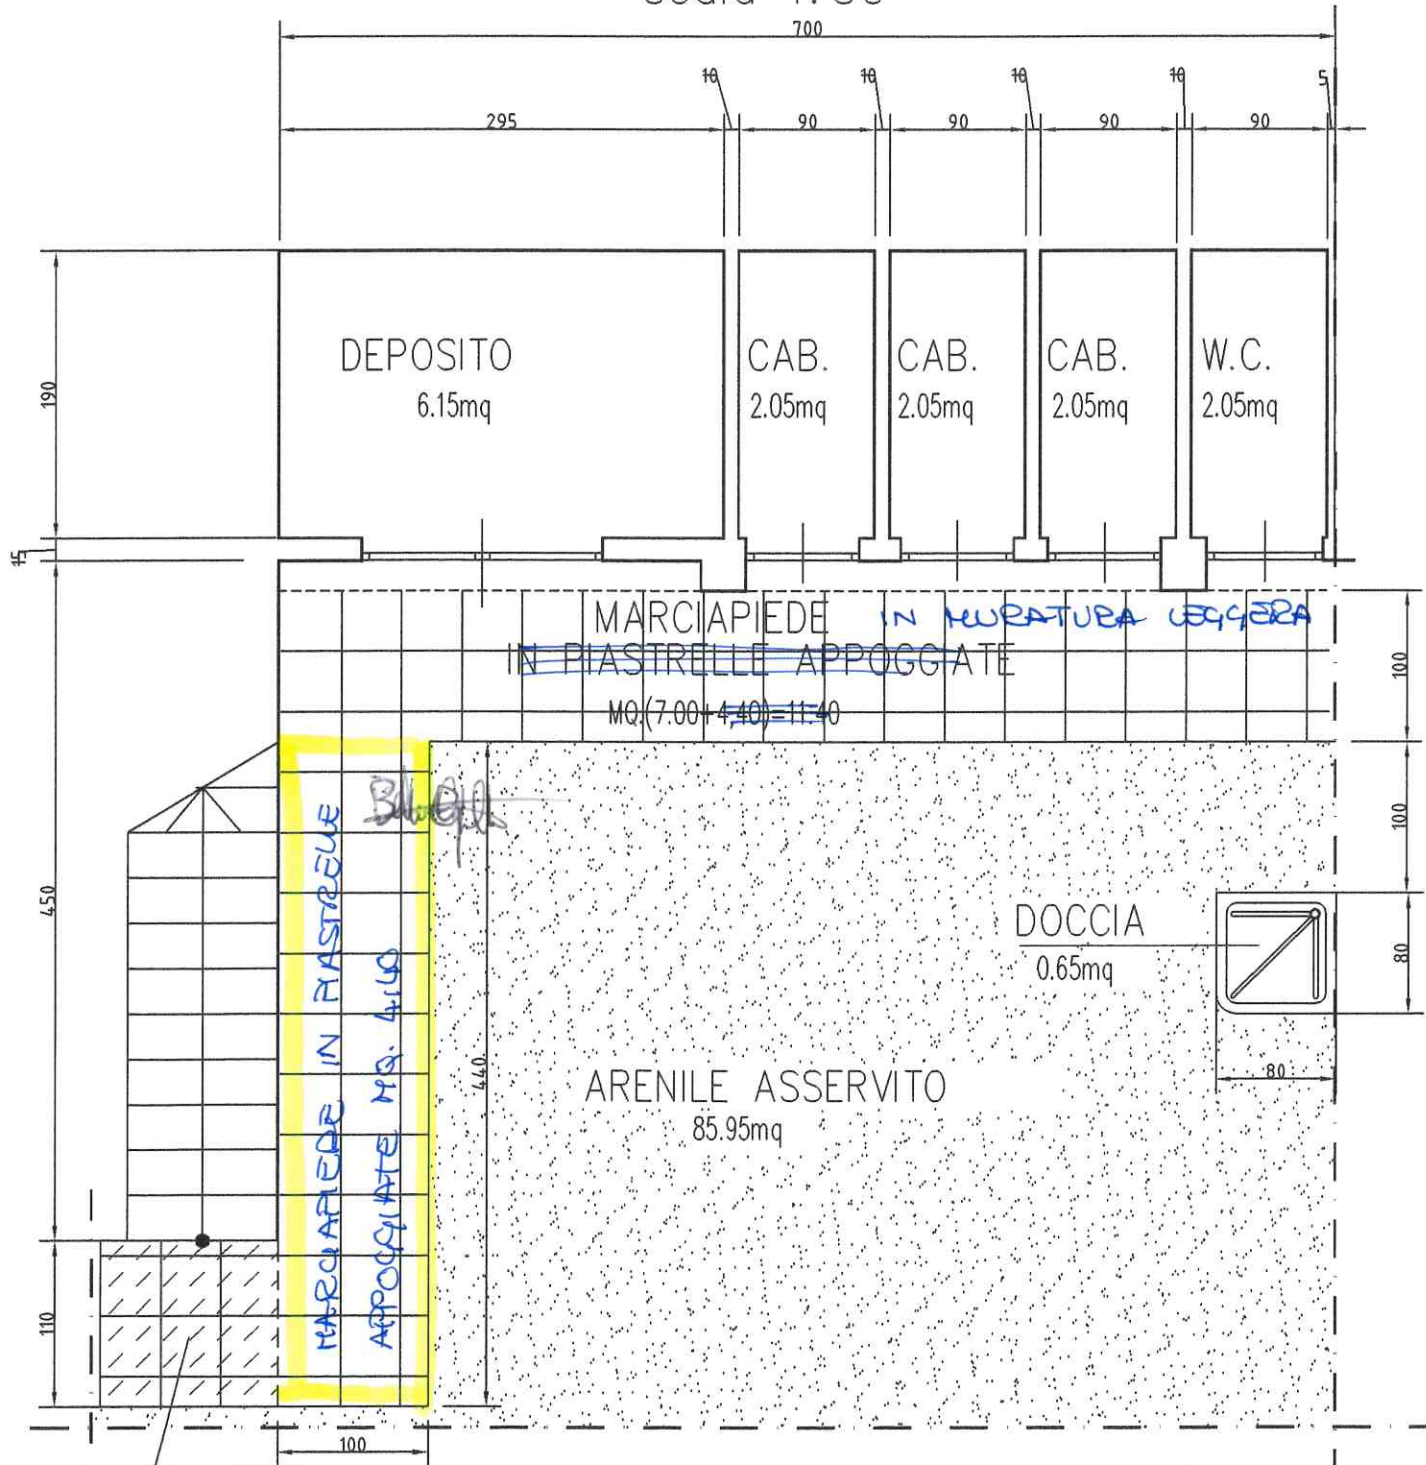 700
10
10
10
10
5
295
90
90
90
90
190
DEPOSITO
6.15mq
CAB.
2.05mq
CAB.
2.05mq
CAB.
2.05mq
W.C.
2.05mq
15
MARCIAPIEDE IN MURATURA LEGGERA
IN PIASTRELLE APPOGGIATE
MQ.(7.00+4,40)=11.40
100
100
450
MARCIAPIEDE IN PIASTRELLE
APPOGGIATE MQ. 4,40
440
DOCCIA
0.65mq
80
80
ARENILE ASSERVITO
85.95mq
110
100